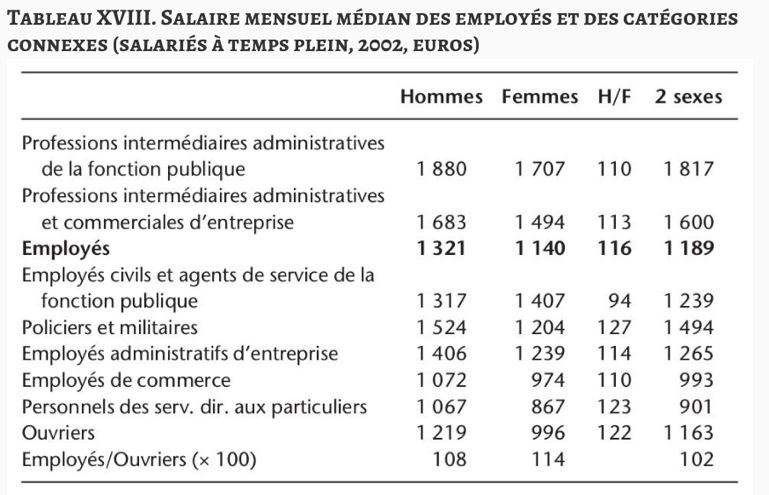 Tableau XVIII. Salaire mensuel médian des employés et des catégories
connexes (salariés à temps plein, 2002, euros)
Hommes Femmes H/F 2 sexes
Professions intermédiaires administratives
de la fonction publique 1 880 1 707 110 1 817
Professions intermédiaires administratives
et commerciales d'entreprise 1 683 1 494 113 1 600
Employés 1 321 1 140 116 1 189
Employés civils et agents de service de la
fonction publique 1 317 1 407 94 1 239
Policiers et militaires 1 524 1 204 127 1 494
Employés administratifs d'entreprise 1 406 1 239 114 1 265
Employés de commerce 1 072 974 110 993
Personnels des serv. dir. aux particuliers 1 067 867 123 901
Ouvriers 1 219 996 122 1 163
Employés/Ouvriers (× 100) 108 114 102